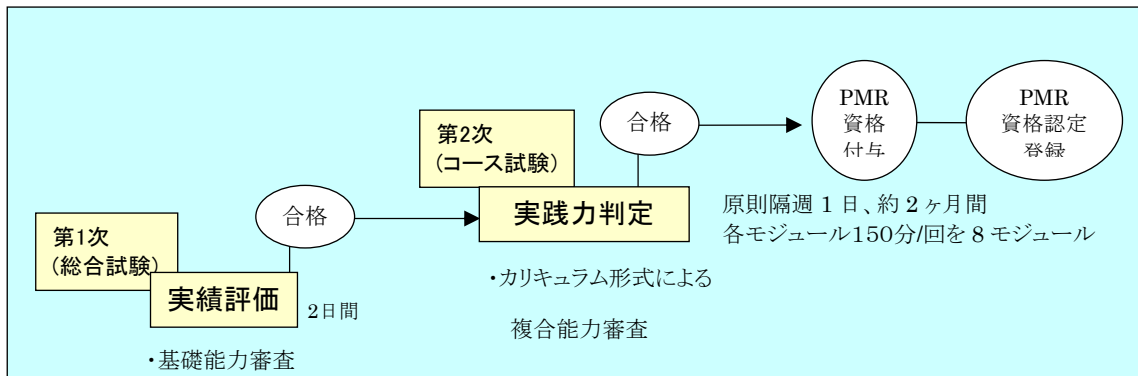 第1次
(総合試験)
実績評価
2日間
・基礎能力審査
合格
第2次
(コース試験)
実践力判定
・カリキュラム形式による
複合能力審査
合格
PMR
資格
付与
PMR
資格認定
登録
原則隔週 1 日、約 2 ヶ月間
各モジュール150分/回を 8 モジュール